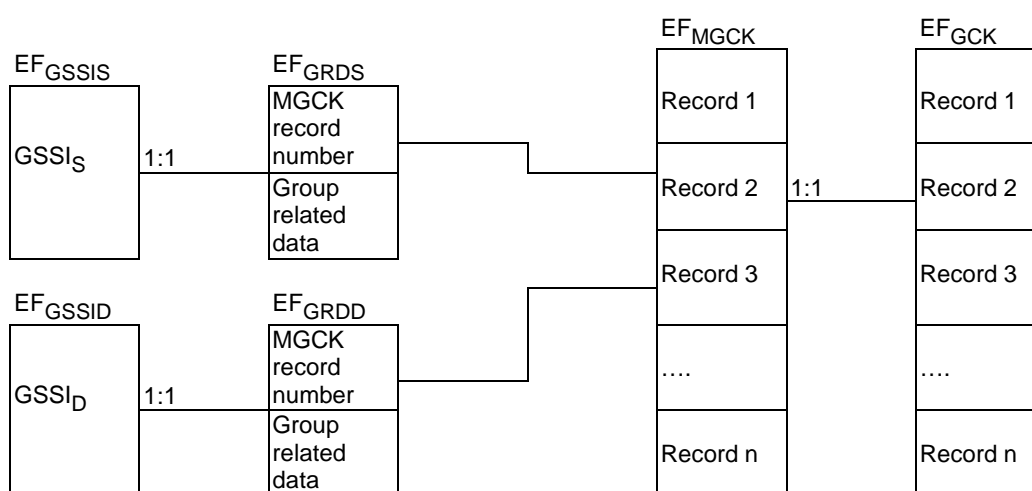 EF_MGCK
EF_GCK
EF_GSSIS
EF_GRDS
MGCK
record
number
Group
related
data
GSSI_S
1:1
Record 1
Record 2
Record 3
….
Record n
1:1
Record 1
Record 2
Record 3
….
Record n
EF_GSSID
EF_GRDD
GSSI_D
1:1
MGCK
record
number
Group
related
data